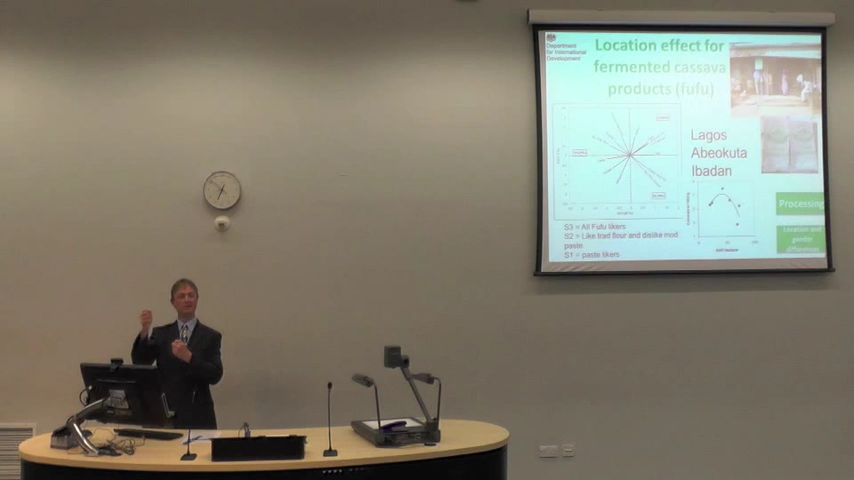 Department
for International
Development
Location effect for
fermented cassava
products (fufu)
Lagos
Abeokuta
Ibadan
Processing
Location and
gender
differences
S3 = All Fufu likers
S2 = Like trad flour and dislike mod
paste
S1 = paste likers